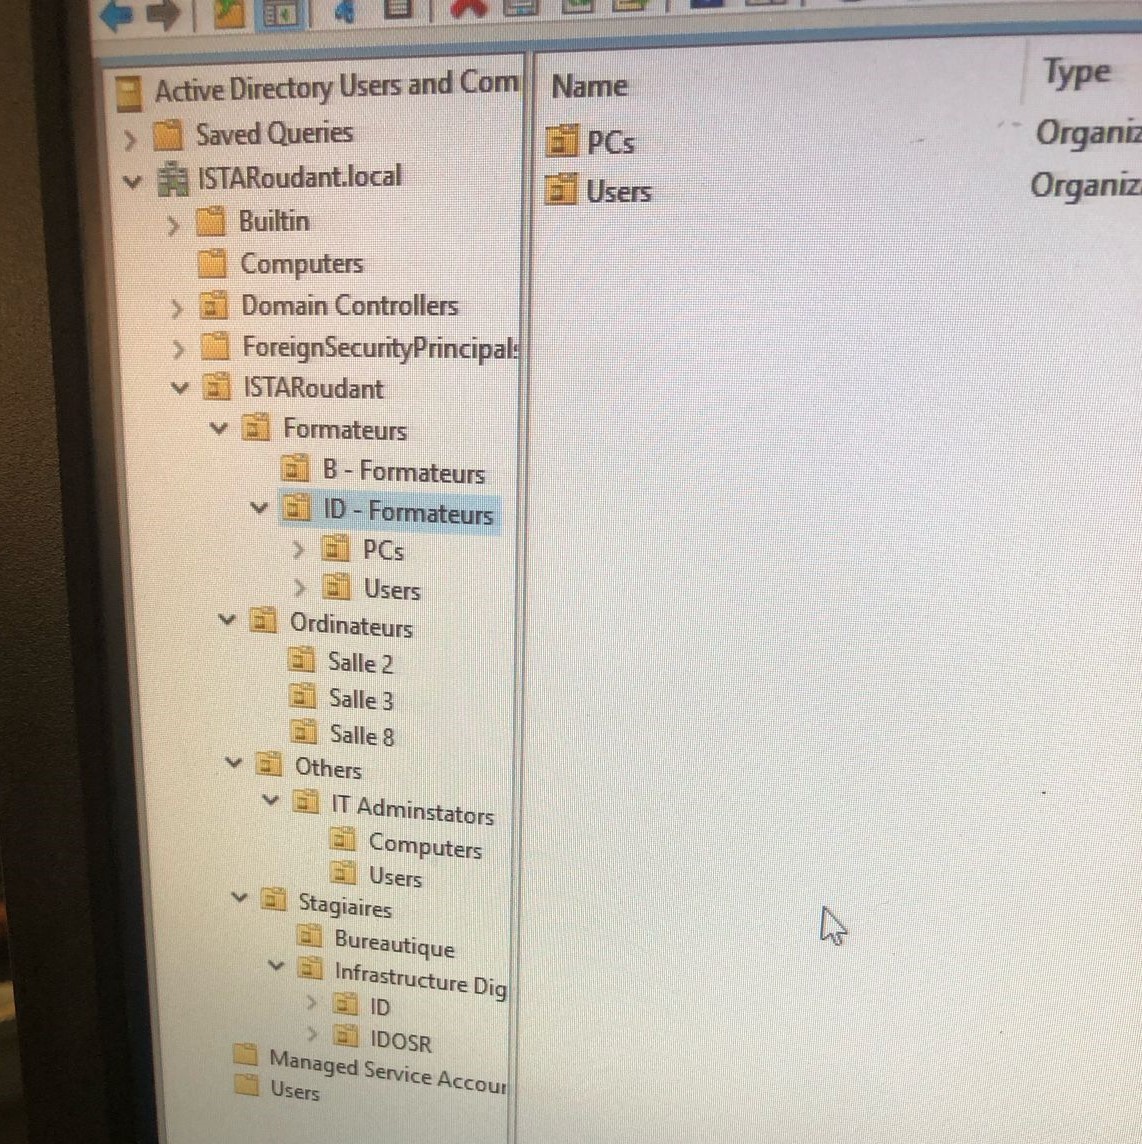 Active Directory Users and Com
Saved Queries
ISTARoudant.local
Builtin
Computers
Domain Controllers
ForeignSecurityPrincipals
ISTARoudant
Formateurs
B - Formateurs
ID - Formateurs
PCs
Users
Ordinateurs
Salle 2
Salle 3
Salle 8
Others
IT Adminstators
Computers
Users
Stagiaires
Bureautique
Infrastructure Dig
ID
IDOSR
Managed Service Accour
Users
Name Type
PCs Organiz
Users Organiz